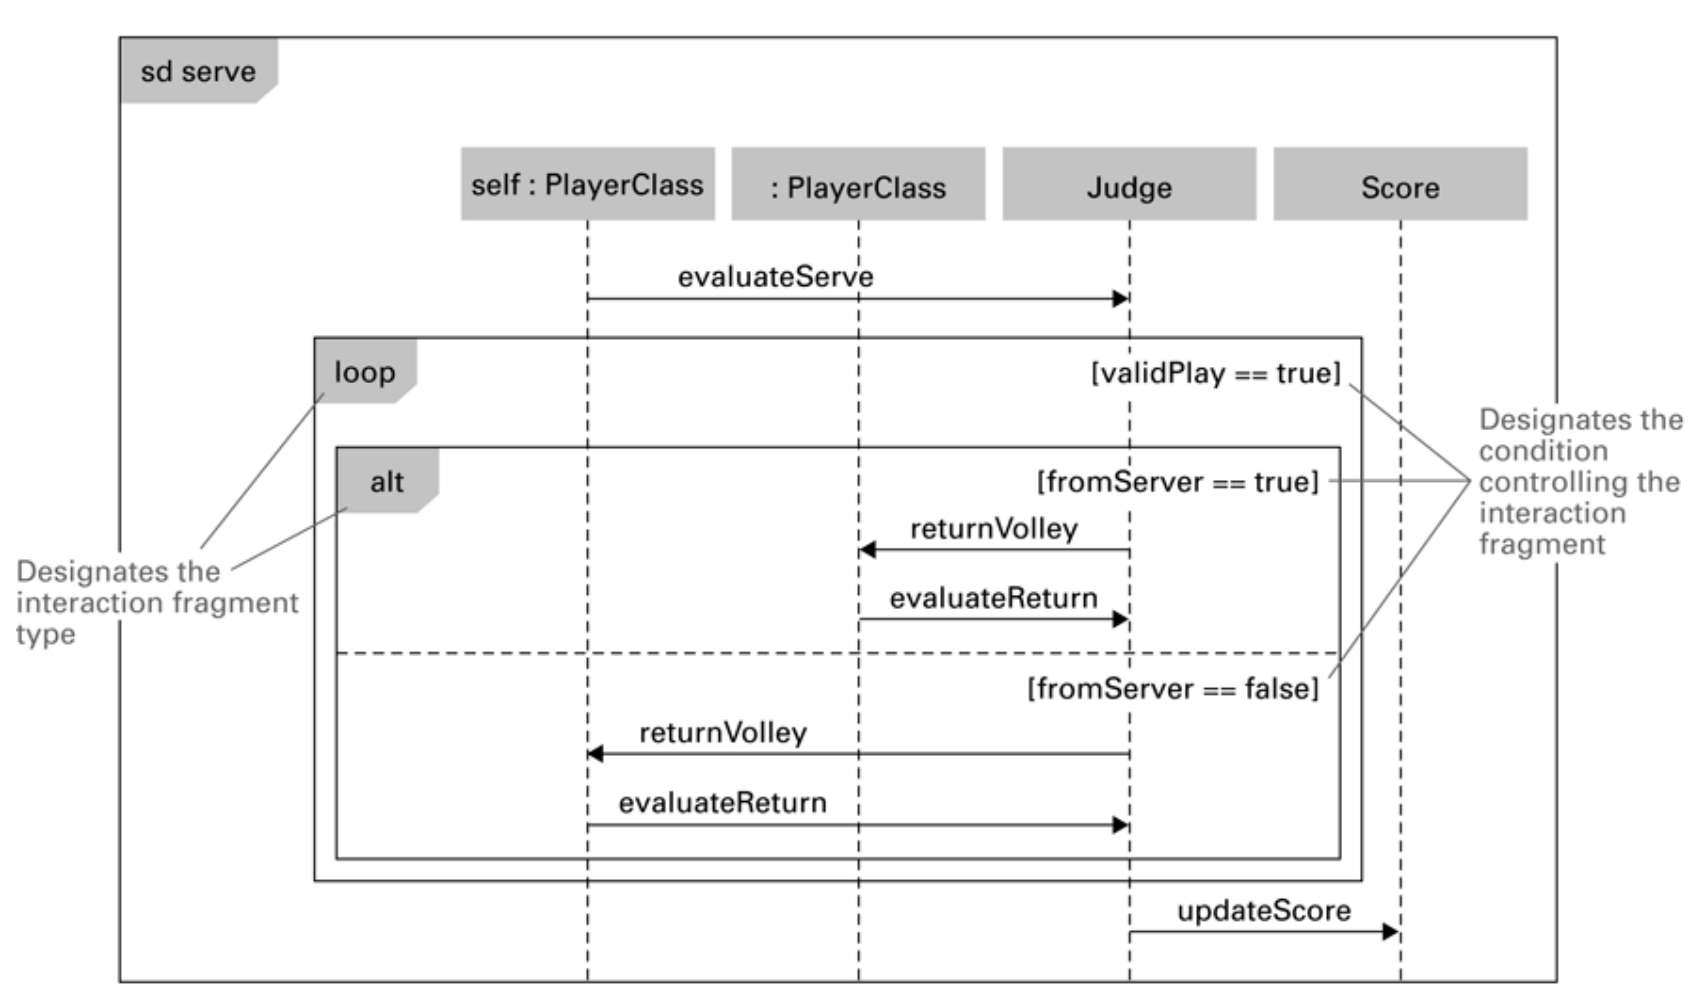 sd serve
self : PlayerClass
: PlayerClass
Judge
Score
evaluateServe
loop
[validPlay == true]
alt
[fromServer == true]
returnVolley
evaluateReturn
[fromServer == false]
returnVolley
evaluateReturn
updateScore
Designates the
interaction fragment
type
Designates the
condition
controlling the
interaction
fragment